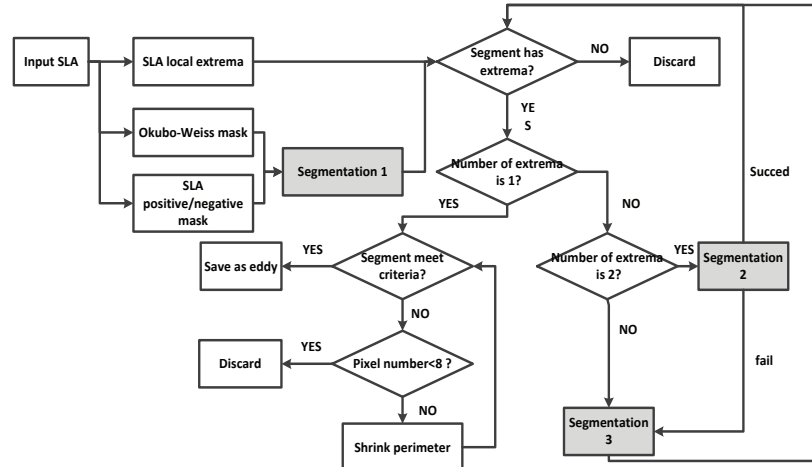 Input SLA
SLA local extrema
Segment has
extrema?
NO
Discard
YE
S
Okubo-Weiss mask
Segmentation 1
SLA
positive/negative
mask
Number of extrema
is 1?
Succed
YES
NO
Save as eddy
YES
Segment meet
criteria?
Number of extrema
is 2?
YES
Segmentation
2
NO
NO
Discard
YES
Pixel number<8 ?
fail
NO
Shrink perimeter
Segmentation
3